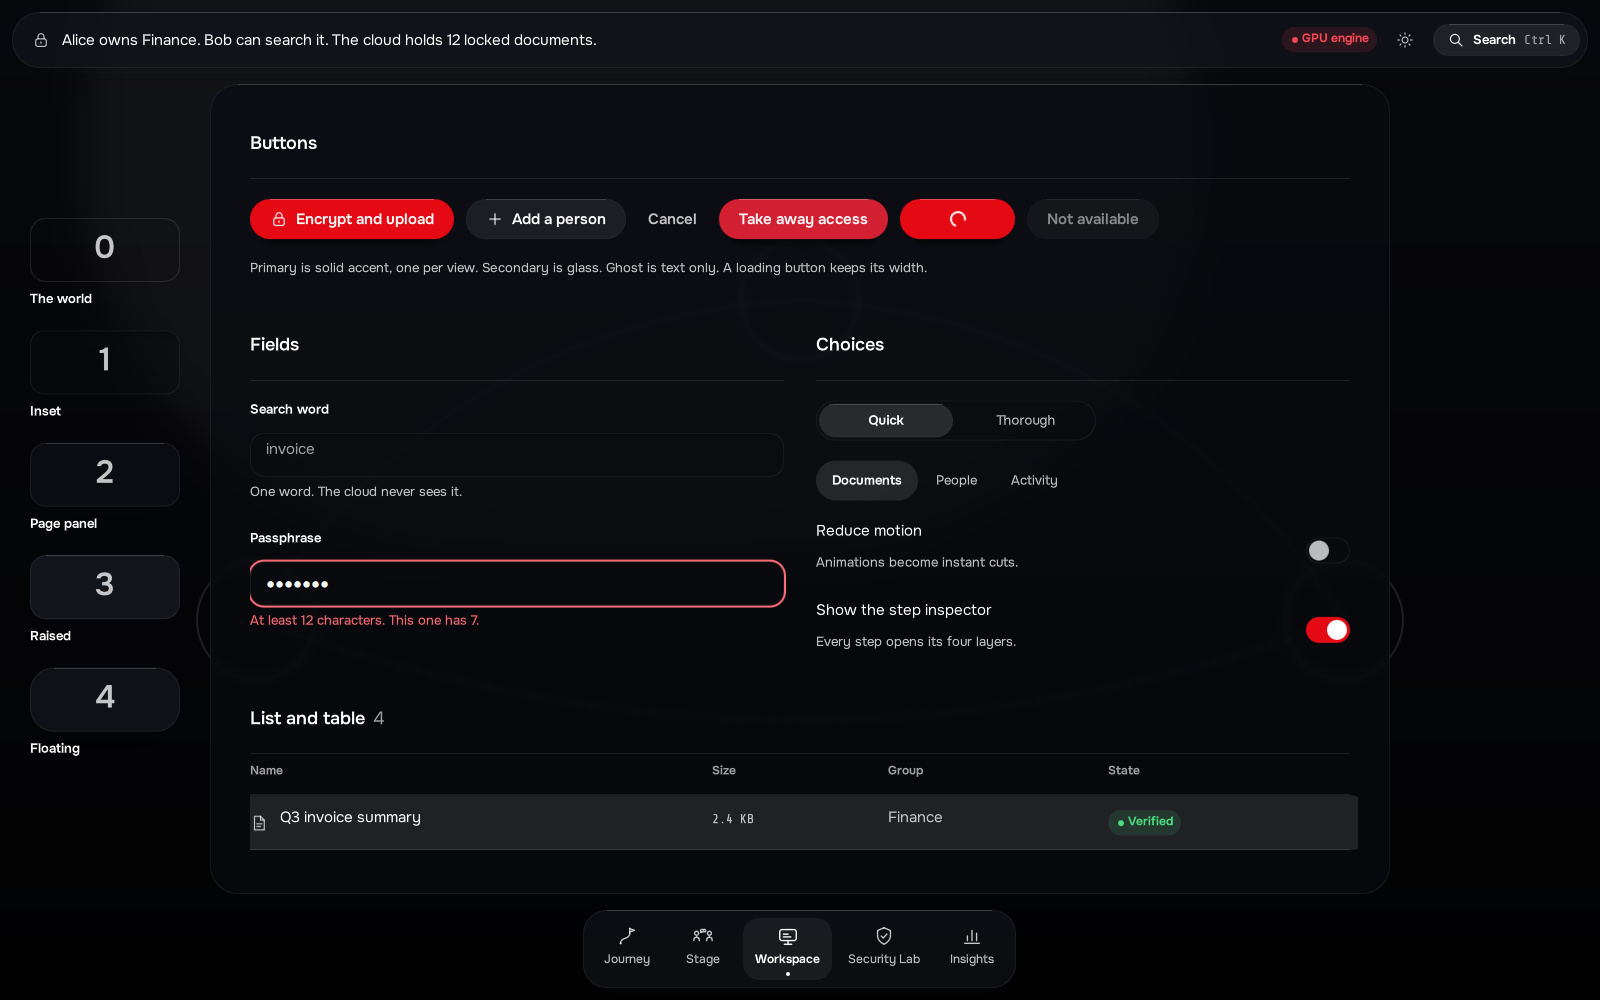 Alice owns Finance. Bob can search it. The cloud holds 12 locked documents.
GPU engine
Search Ctrl K
Buttons
Encrypt and upload
Add a person
Cancel
Take away access
Not available
Primary is solid accent, one per view. Secondary is glass. Ghost is text only. A loading button keeps its width.
0
The world
1
Inset
2
Page panel
3
Raised
4
Floating
Fields
Search word
invoice
One word. The cloud never sees it.
Passphrase
•••••••
At least 12 characters. This one has 7.
Choices
Quick
Thorough
Documents
People
Activity
Reduce motion
Animations become instant cuts.
Show the step inspector
Every step opens its four layers.
List and table 4
Name Size Group State
Q3 invoice summary 2.4 KB Finance Verified
Journey
Stage
Workspace
Security Lab
Insights